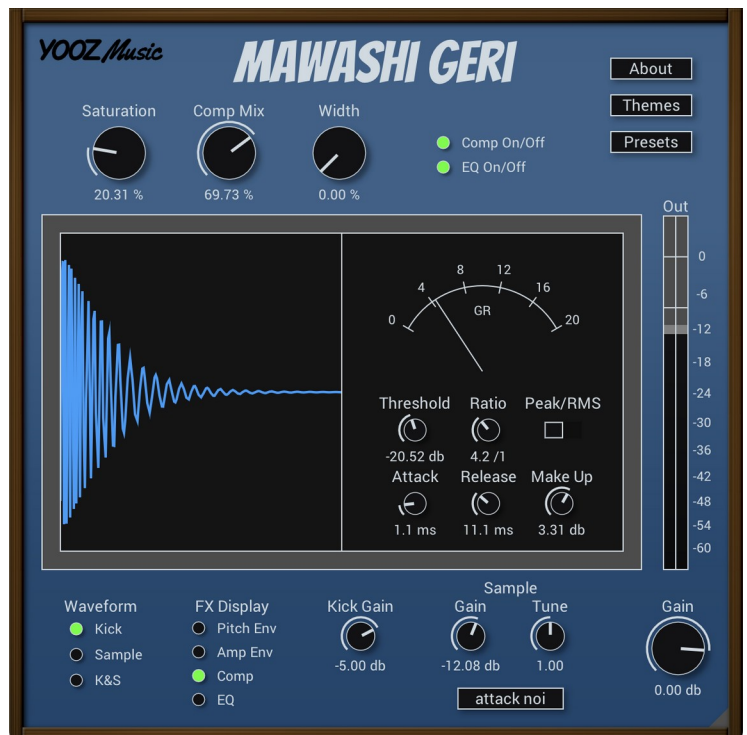 YOOZ Music
MAWASHI GERI
About
Themes
Presets
Saturation
Comp Mix
Width
20.31 %
69.73 %
0.00 %
Comp On/Off
EQ On/Off
Out
0
-6
-12
-18
-24
-30
-36
-42
-48
-54
-60
0
4
8
12
16
20
GR
Threshold
Ratio
Peak/RMS
-20.52 db
4.2 /1
Attack
Release
Make Up
1.1 ms
11.1 ms
3.31 db
Waveform
Kick
Sample
K&S
FX Display
Pitch Env
Amp Env
Comp
EQ
Kick Gain
-5.00 db
Sample
Gain
Tune
-12.08 db
1.00
attack noi
Gain
0.00 db